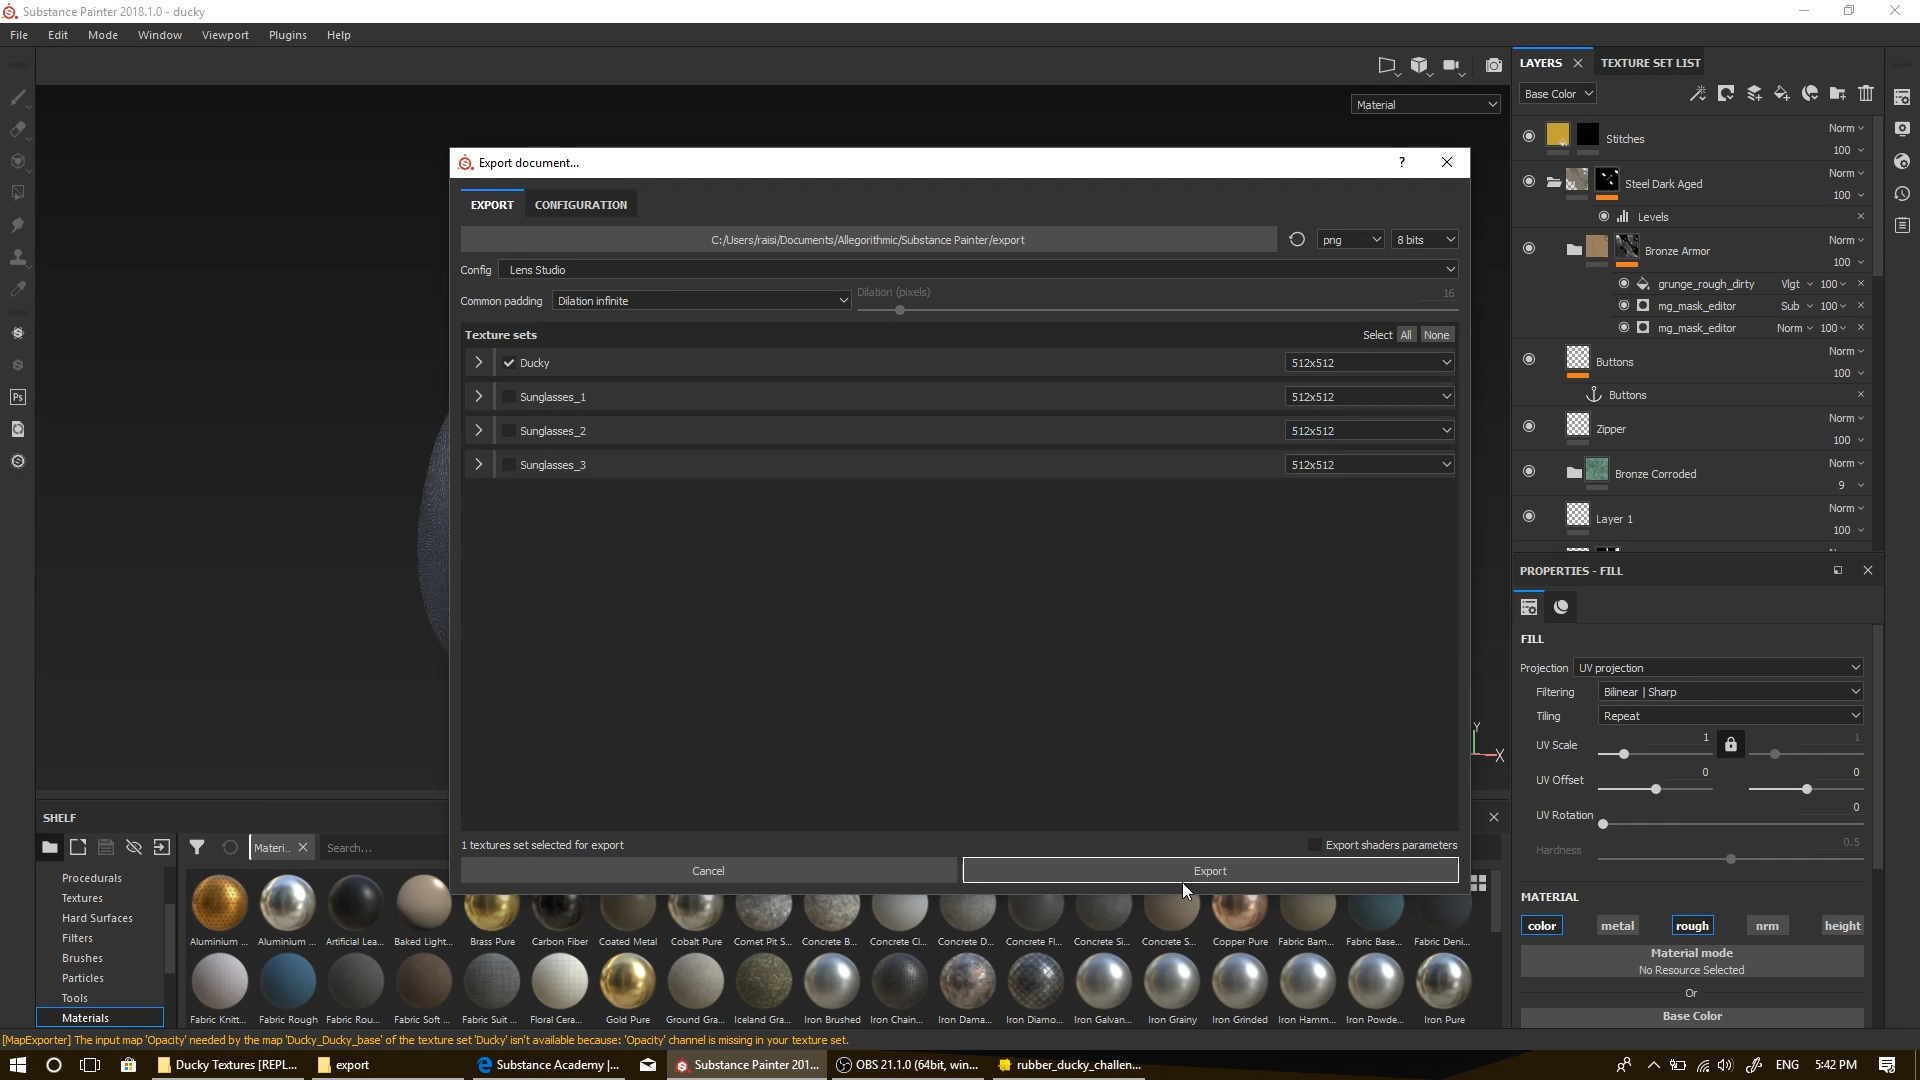 Substance Painter 2018.1.0 - ducky
File Edit Mode Window Viewport Plugins Help
LAYERS TEXTURE SET LIST
Base Color
Material
Stitches Norm 100
Steel Dark Aged Norm 100
Levels
Bronze Armor Norm 100
grunge_rough_dirty Vlgt 100
mg_mask_editor Sub 100
mg_mask_editor Norm 100
Buttons Norm 100
Buttons
Zipper Norm 100
Bronze Corroded Norm 9
Layer 1 Norm 100
Export document...
?
EXPORT CONFIGURATION
C:/Users/raisi/Documents/Allegorithmic/Substance Painter/export png 8 bits
Config Lens Studio
Common padding Dilation infinite Dilation (pixels) 16
Texture sets Select All None
Ducky 512x512
Sunglasses_1 512x512
Sunglasses_2 512x512
Sunglasses_3 512x512
1 textures set selected for export Export shaders parameters
Cancel Export
Y
X
PROPERTIES - FILL
FILL
Projection UV projection
Filtering Bilinear | Sharp
Tiling Repeat
UV Scale 1 1
UV Offset 0 0
UV Rotation 0
Hardness 0.5
MATERIAL
color metal rough nrm height
Material mode
No Resource Selected
Or
Base Color
SHELF
Materi... Search...
Procedurals
Textures
Hard Surfaces
Filters
Brushes
Particles
Tools
Materials
Aluminium ... Aluminium ... Artificial Lea... Baked Light... Brass Pure Carbon Fiber Coated Metal Cobalt Pure Comet Pit S... Concrete B... Concrete Cl... Concrete D... Concrete Fl... Concrete Si... Concrete S... Copper Pure Fabric Bam... Fabric Base... Fabric Deni...
Fabric Knitt... Fabric Rough Fabric Rou... Fabric Soft ... Fabric Suit ... Floral Cera... Gold Pure Ground Gra... Iceland Gra... Iron Brushed Iron Chain... Iron Dama... Iron Diamo... Iron Galvan... Iron Grainy Iron Grinded Iron Hamm... Iron Powde... Iron Pure
[MapExporter] The input map 'Opacity' needed by the map 'Ducky_Ducky_base' of the texture set 'Ducky' isn't available because: 'Opacity' channel is missing in your texture set.
Ps
Ducky Textures [REPL... export Substance Academy |... Substance Painter 201... OBS 21.1.0 (64bit, win... rubber_ducky_challen... ENG 5:42 PM